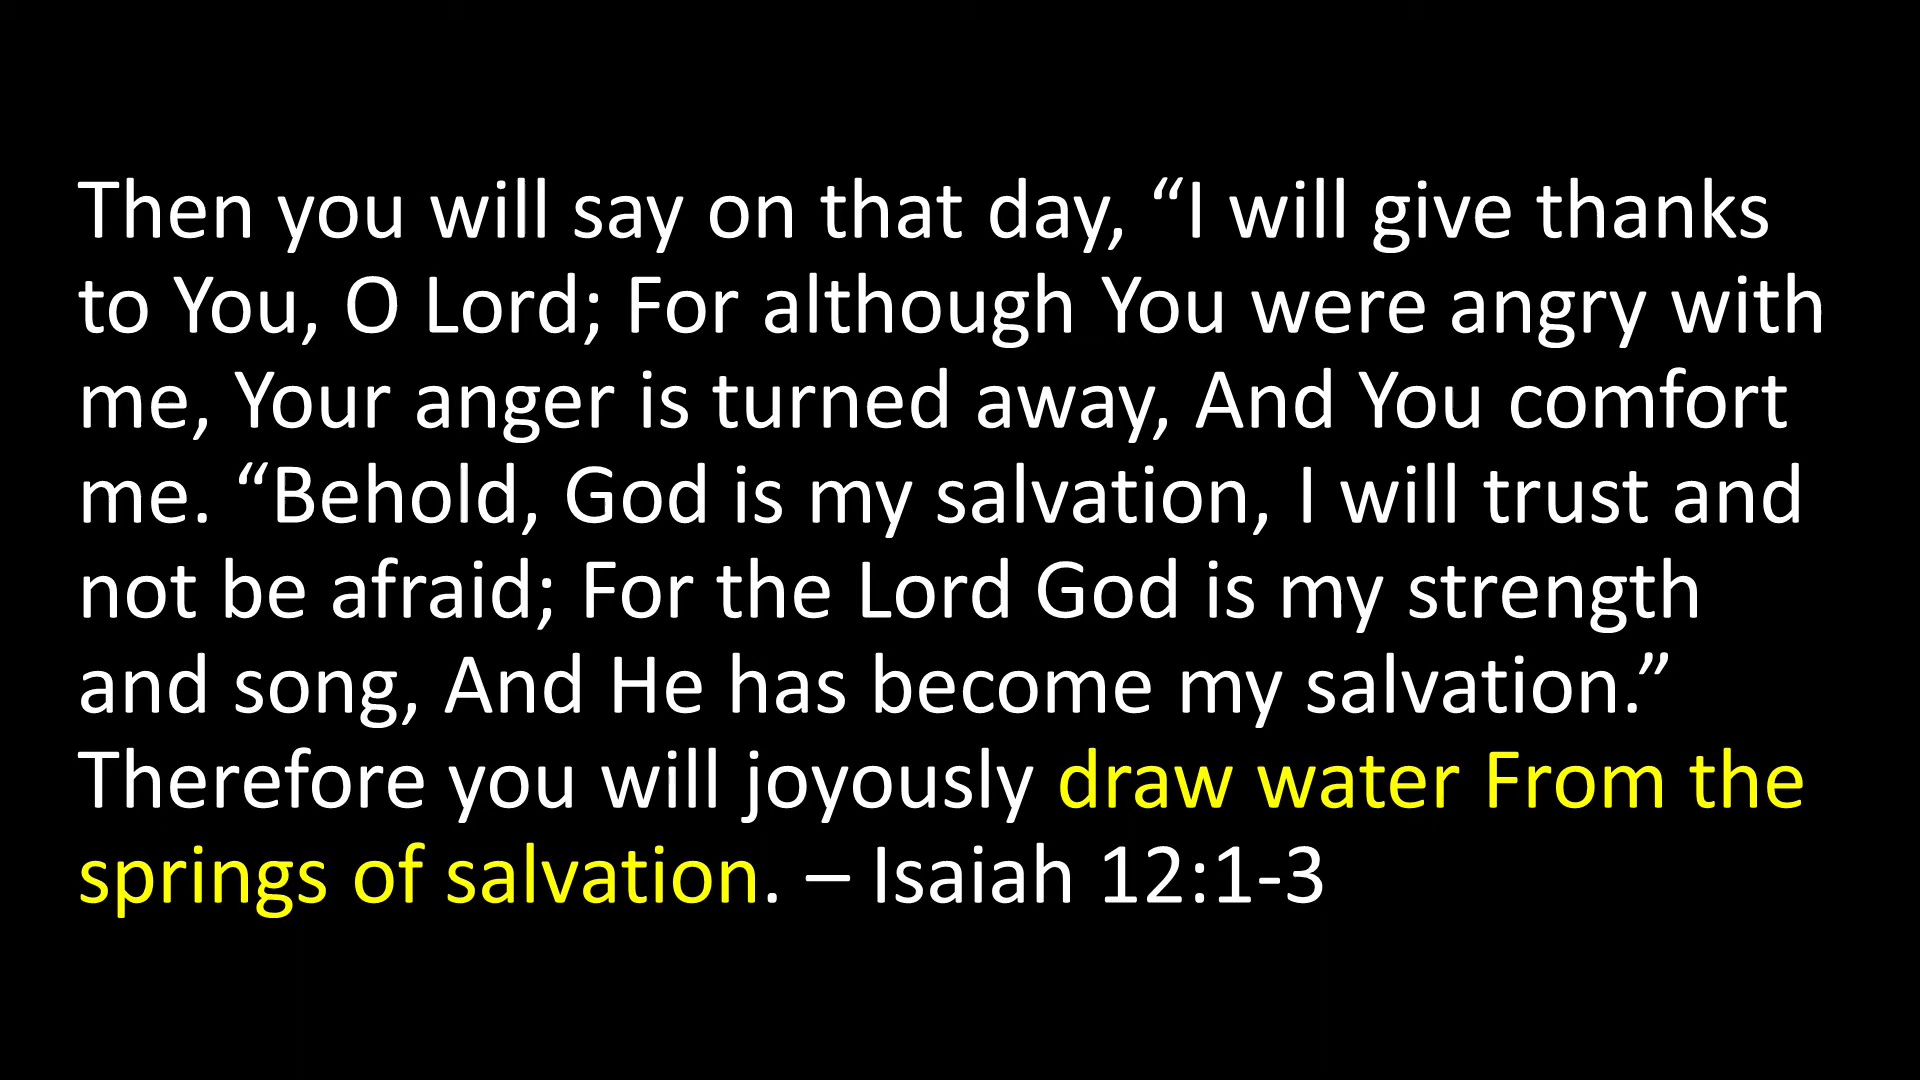 Then you will say on that day, “I will give thanks
to You, O Lord; For although You were angry with
me, Your anger is turned away, And You comfort
me. “Behold, God is my salvation, I will trust and
not be afraid; For the Lord God is my strength
and song, And He has become my salvation.”
Therefore you will joyously draw water From the
springs of salvation. – Isaiah 12:1-3